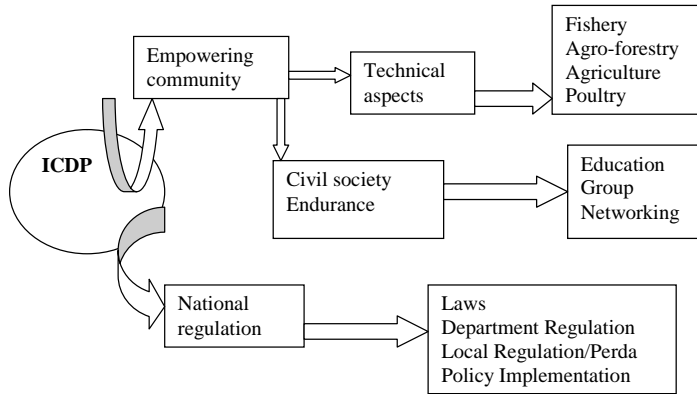 Fishery
Agro-forestry
Agriculture
Poultry
Empowering
community
Technical
aspects
ICDP
Civil society
Endurance
Education
Group
Networking
National
regulation
Laws
Department Regulation
Local Regulation/Perda
Policy Implementation